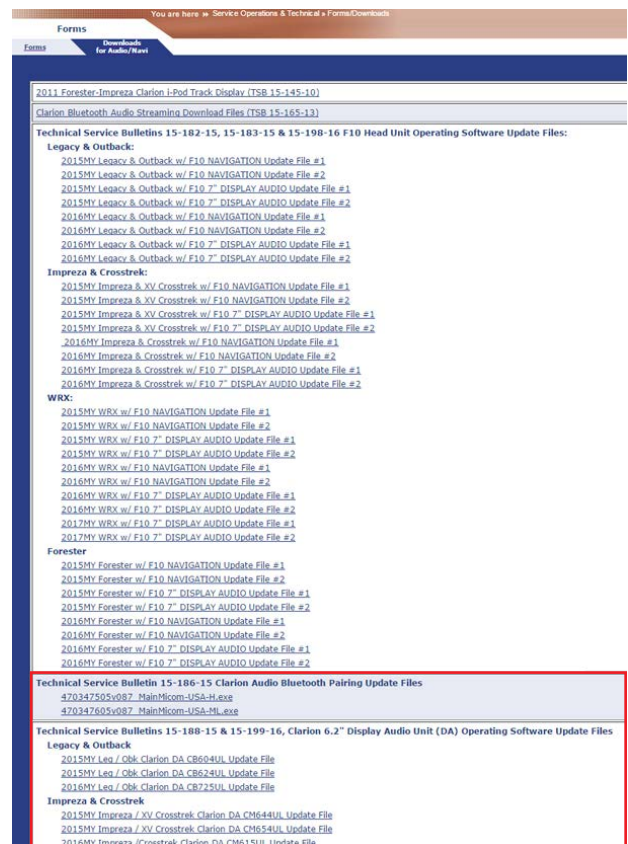 You are here » Service Operations & Technical » Forms/Downloads
Forms
Forms
Downloads
for Audio/Navi
2011 Forester-Impreza Clarion i-Pod Track Display (TSB 15-145-10)
Clarion Bluetooth Audio Streaming Download Files (TSB 15-165-13)
Technical Service Bulletins 15-182-15, 15-183-15 & 15-198-16 F10 Head Unit Operating Software Update Files:
Legacy & Outback:
2015MY Legacy & Outback w/ F10 NAVIGATION Update File #1
2015MY Legacy & Outback w/ F10 NAVIGATION Update File #2
2015MY Legacy & Outback w/ F10 7" DISPLAY AUDIO Update File #1
2015MY Legacy & Outback w/ F10 7" DISPLAY AUDIO Update File #2
2016MY Legacy & Outback w/ F10 NAVIGATION Update File #1
2016MY Legacy & Outback w/ F10 NAVIGATION Update File #2
2016MY Legacy & Outback w/ F10 7" DISPLAY AUDIO Update File #1
2016MY Legacy & Outback w/ F10 7" DISPLAY AUDIO Update File #2
Impreza & Crosstrek:
2015MY Impreza & XV Crosstrek w/ F10 NAVIGATION Update File #1
2015MY Impreza & XV Crosstrek w/ F10 NAVIGATION Update File #2
2015MY Impreza & XV Crosstrek w/ F10 7" DISPLAY AUDIO Update File #1
2015MY Impreza & XV Crosstrek w/ F10 7" DISPLAY AUDIO Update File #2
2016MY Impreza & Crosstrek w/ F10 NAVIGATION Update File #1
2016MY Impreza & Crosstrek w/ F10 NAVIGATION Update File #2
2016MY Impreza & Crosstrek w/ F10 7" DISPLAY AUDIO Update File #1
2016MY Impreza & Crosstrek w/ F10 7" DISPLAY AUDIO Update File #2
WRX:
2015MY WRX w/ F10 NAVIGATION Update File #1
2015MY WRX w/ F10 NAVIGATION Update File #2
2015MY WRX w/ F10 7" DISPLAY AUDIO Update File #1
2015MY WRX w/ F10 7" DISPLAY AUDIO Update File #2
2016MY WRX w/ F10 NAVIGATION Update File #1
2016MY WRX w/ F10 NAVIGATION Update File #2
2016MY WRX w/ F10 7" DISPLAY AUDIO Update File #1
2016MY WRX w/ F10 7" DISPLAY AUDIO Update File #2
2017MY WRX w/ F10 7" DISPLAY AUDIO Update File #1
2017MY WRX w/ F10 7" DISPLAY AUDIO Update File #2
Forester
2015MY Forester w/ F10 NAVIGATION Update File #1
2015MY Forester w/ F10 NAVIGATION Update File #2
2015MY Forester w/ F10 7" DISPLAY AUDIO Update File #1
2015MY Forester w/ F10 7" DISPLAY AUDIO Update File #2
2016MY Forester w/ F10 NAVIGATION Update File #1
2016MY Forester w/ F10 NAVIGATION Update File #2
2016MY Forester w/ F10 7" DISPLAY AUDIO Update File #1
2016MY Forester w/ F10 7" DISPLAY AUDIO Update File #2
Technical Service Bulletin 15-186-15 Clarion Audio Bluetooth Pairing Update Files
470347505v087 MainMicom-USA-H.exe
470347605v087 MainMicom-USA-ML.exe
Technical Service Bulletins 15-188-15 & 15-199-16, Clarion 6.2" Display Audio Unit (DA) Operating Software Update Files
Legacy & Outback
2015MY Leg / Obk Clarion DA CB604UL Update File
2015MY Leg / Obk Clarion DA CB624UL Update File
2016MY Leg / Obk Clarion DA CB725UL Update File
Impreza & Crosstrek
2015MY Impreza / XV Crosstrek Clarion DA CM644UL Update File
2015MY Impreza / XV Crosstrek Clarion DA CM654UL Update File
2016MY Impreza /Crosstrek Clarion DA CM615UL Update File